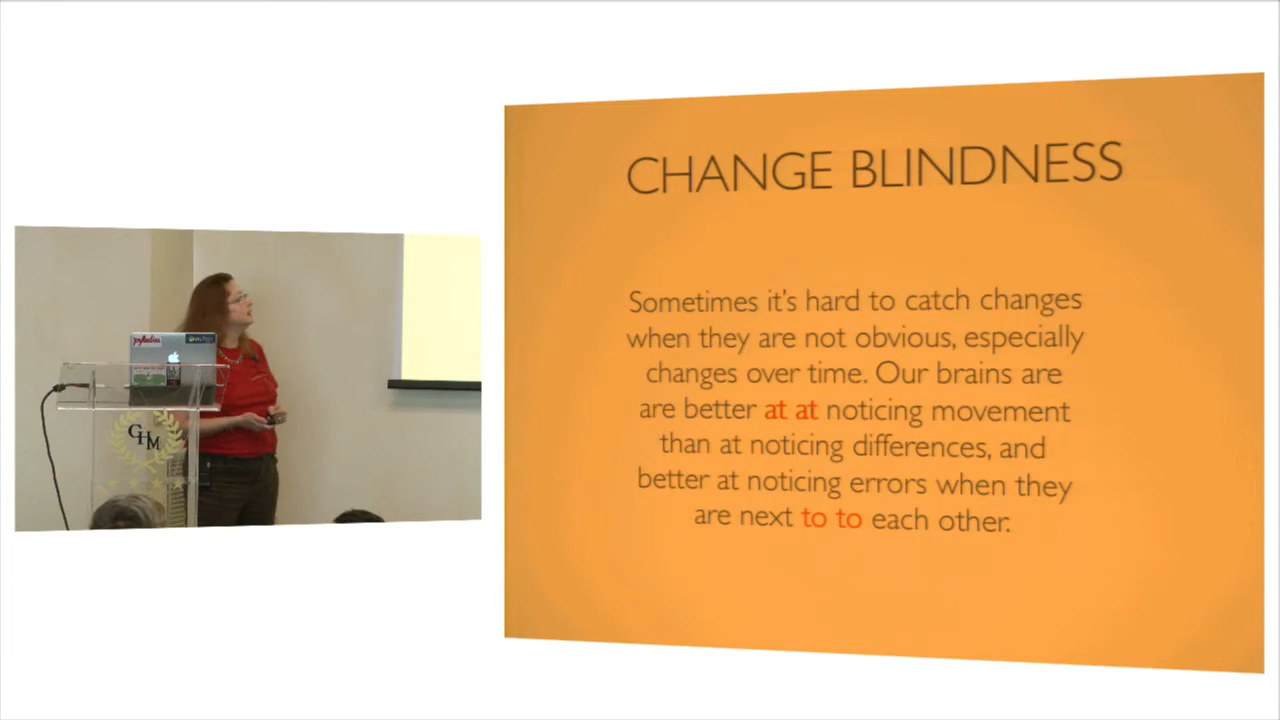 CHANGE BLINDNESS
Sometimes it's hard to catch changes
when they are not obvious, especially
changes over time. Our brains are
are better at at noticing movement
than at noticing differences, and
better at noticing errors when they
are next to to each other.
pyladies
GHM